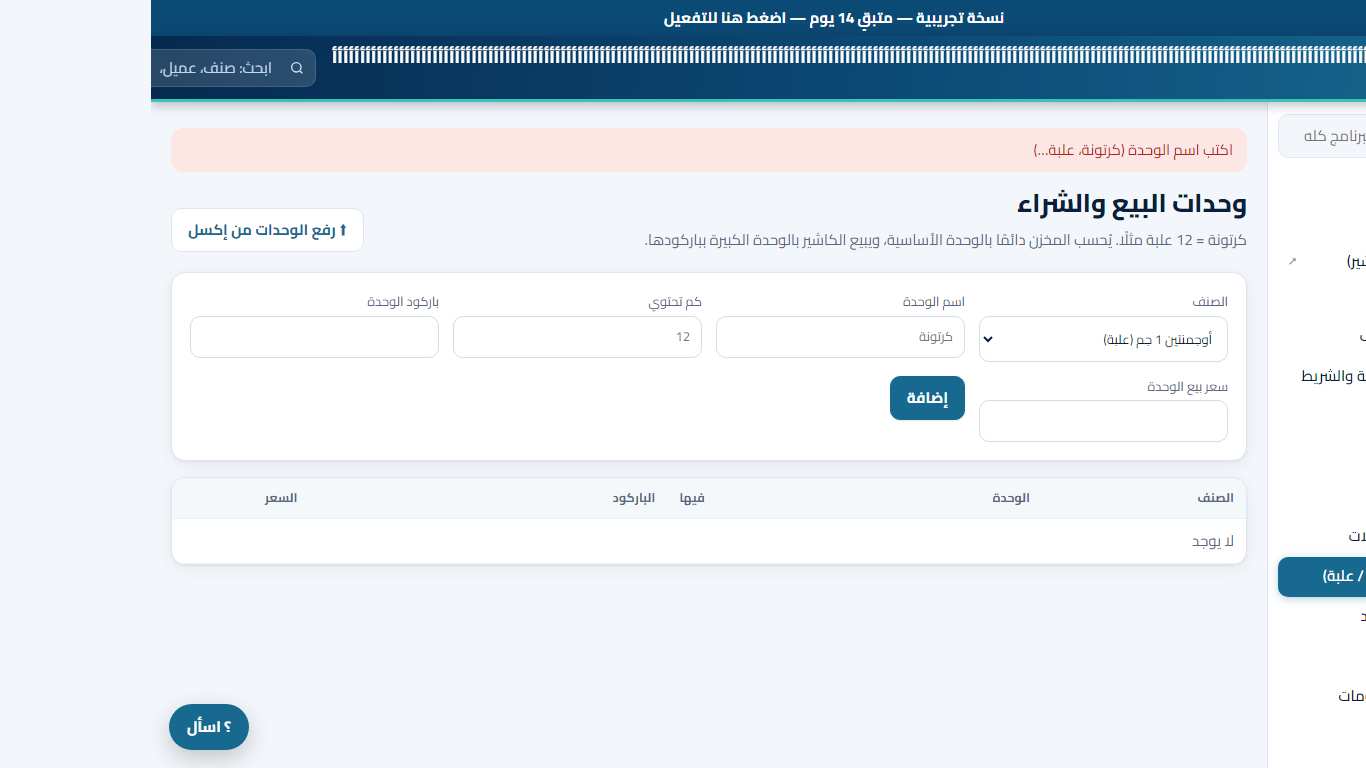 نسخة تجريبية — متبقٍ 14 يوم — اضغط هنا للتفعيل
ابحث: صنف، عميل،
اكتب اسم الوحدة (كرتونة، علبة...)
وحدات البيع والشراء
كرتونة = 12 علبة مثلًا. يُحسب المخزن دائمًا بالوحدة الأساسية، ويبيع الكاشير بالوحدة الكبيرة بباركودها.
⬆ رفع الوحدات من إكسل
الصنف
اسم الوحدة
كم تحتوي
باركود الوحدة
أوجمنتين 1 جم (علبة)
كرتونة
12
سعر بيع الوحدة
إضافة
الصنف الوحدة فيها الباركود السعر
لا يوجد
كله
↗
والشريط
/ علبة)
؟ اسأل